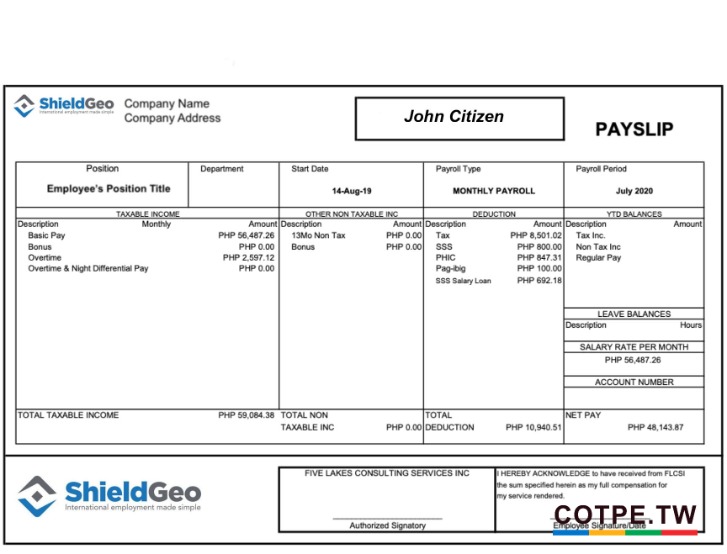 ShieldGeo
International employment made simple
Company Name
Company Address
John Citizen
PAYSLIP
Position Department Start Date Payroll Type Payroll Period
Employee's Position Title 14-Aug-19 MONTHLY PAYROLL July 2020
TAXABLE INCOME OTHER NON TAXABLE INC DEDUCTION YTD BALANCES
Description Monthly Amount Description Amount Description Amount Description Amount
Basic Pay PHP 56,487.26 13Mo Non Tax PHP 0.00 Tax PHP 8,501.02 Tax Inc.
Bonus PHP 0.00 Bonus PHP 0.00 SSS PHP 800.00 Non Tax Inc
Overtime PHP 2,597.12 PHIC PHP 847.31 Regular Pay
Overtime & Night Differential Pay PHP 0.00 Pag-ibig PHP 100.00
SSS Salary Loan PHP 692.18
LEAVE BALANCES
Description Hours
SALARY RATE PER MONTH
PHP 56,487.26
ACCOUNT NUMBER
TOTAL TAXABLE INCOME PHP 59,084.38 TOTAL NON TOTAL NET PAY
TAXABLE INC PHP 0.00 DEDUCTION PHP 10,940.51 PHP 48,143.87
ShieldGeo
International employment made simple
FIVE LAKES CONSULTING SERVICES INC
Authorized Signatory
I HEREBY ACKNOWLEDGE to have received from FLCSI
the sum specified herein as my full compensation for
my service rendered.
COTPE.TW
Employee Signature/Date